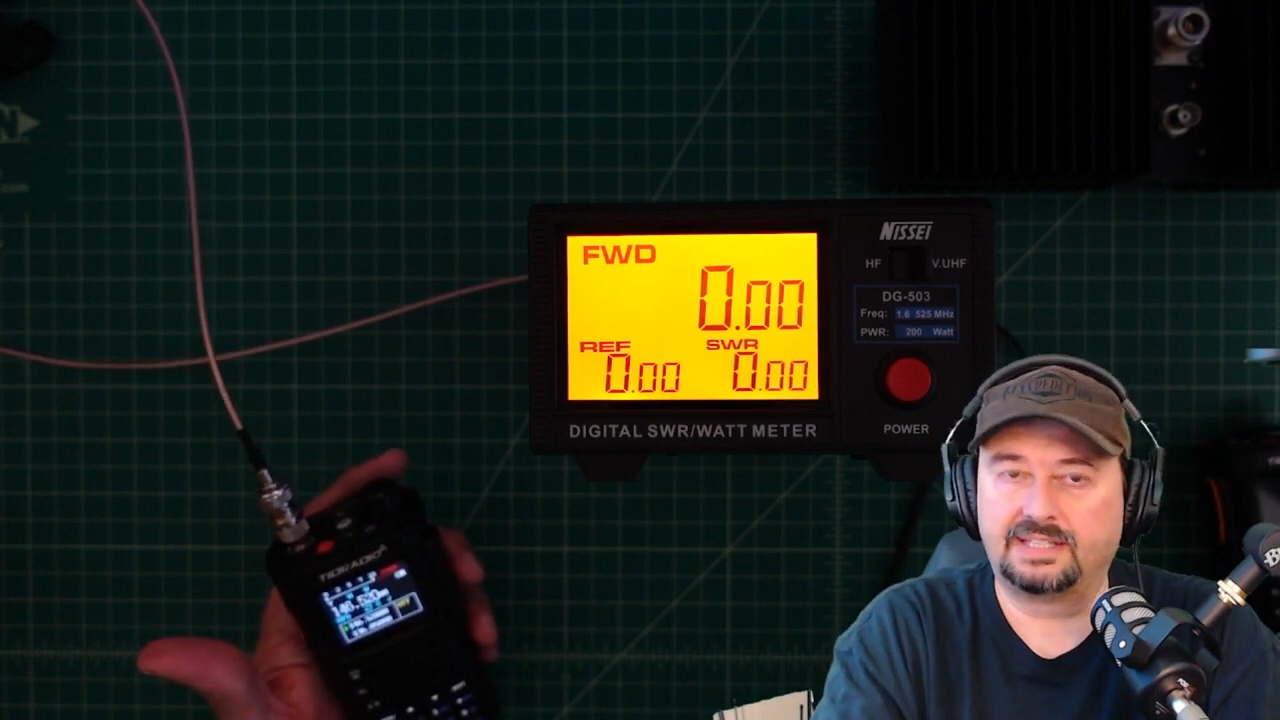 N
.com
NISSEI
HF V.UHF
DG-503
Freq: 1.6 525 MHz
PWR: 200 Watt
POWER
FWD
0.00
REF SWR
0.00 0.00
DIGITAL SWR/WATT METER
TIDRADIO